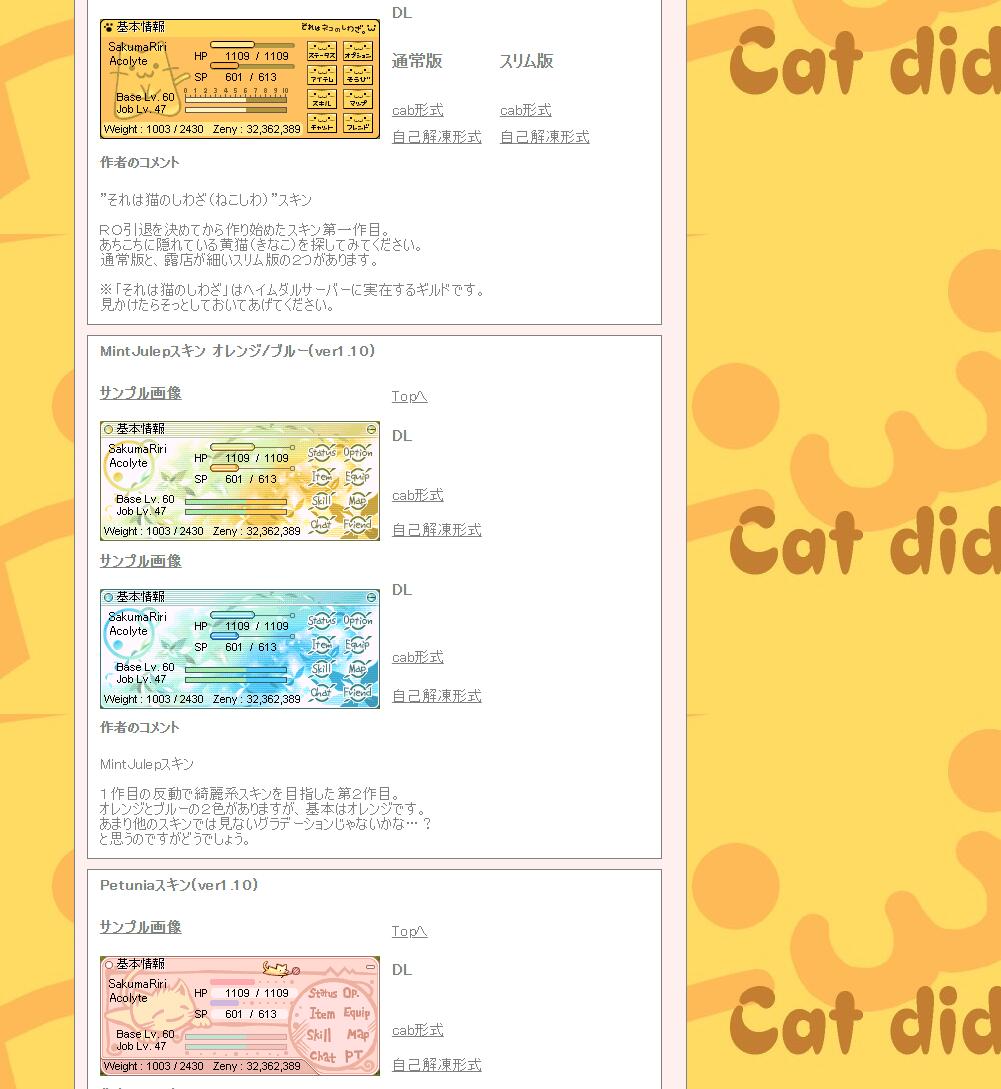 基本情報
それはネコのしわざ。
SakumaRiri
Acolyte
HP 1109 / 1109
SP 601 / 613
0 1 2 3 4 5 6 7 8 9 10
Base Lv. 60
Job Lv. 47
Weight : 1003 / 2430 Zeny : 32,362,389
ステータス オプション
アイテム そうび
スキル マップ
チャット フレンド
DL
通常版 スリム版
cab形式 cab形式
自己解凍形式 自己解凍形式
作者のコメント
”それは猫のしわざ（ねこしわ）”スキン
ＲＯ引退を決めてから作り始めたスキン第一作目。
あちこちに隠れている黄猫（きなこ）を探してみてください。
通常版と、露店が細いスリム版の２つがあります。
※「それは猫のしわざ」はヘイムダルサーバーに実在するギルドです。
見かけたらそっとしておいてあげてください。
MintJulepスキン オレンジ/ブルー(ver1.10)
サンプル画像
Topへ
基本情報
SakumaRiri
Acolyte
HP 1109 / 1109
SP 601 / 613
Base Lv. 60
Job Lv. 47
Weight : 1003 / 2430 Zeny : 32,362,389
Status Option
Item Equip
Skill Map
Chat Friend
DL
cab形式
自己解凍形式
サンプル画像
基本情報
SakumaRiri
Acolyte
HP 1109 / 1109
SP 601 / 613
Base Lv. 60
Job Lv. 47
Weight : 1003 / 2430 Zeny : 32,362,389
Status Option
Item Equip
Skill Map
Chat Friend
DL
cab形式
自己解凍形式
作者のコメント
MintJulepスキン
１作目の反動で綺麗系スキンを目指した第２作目。
オレンジとブルーの２色がありますが、基本はオレンジです。
あまり他のスキンでは見ないグラデーションじゃないかな…？
と思うのですがどうでしょう。
Petuniaスキン(ver1.10)
サンプル画像
Topへ
基本情報
SakumaRiri
Acolyte
HP 1109 / 1109
SP 601 / 613
Base Lv. 60
Job Lv. 47
Weight : 1003 / 2430 Zeny : 32,362,389
Status Op.
Item Equip
Skill Map
Chat PT
DL
cab形式
自己解凍形式
Cat did
Cat did
Cat did